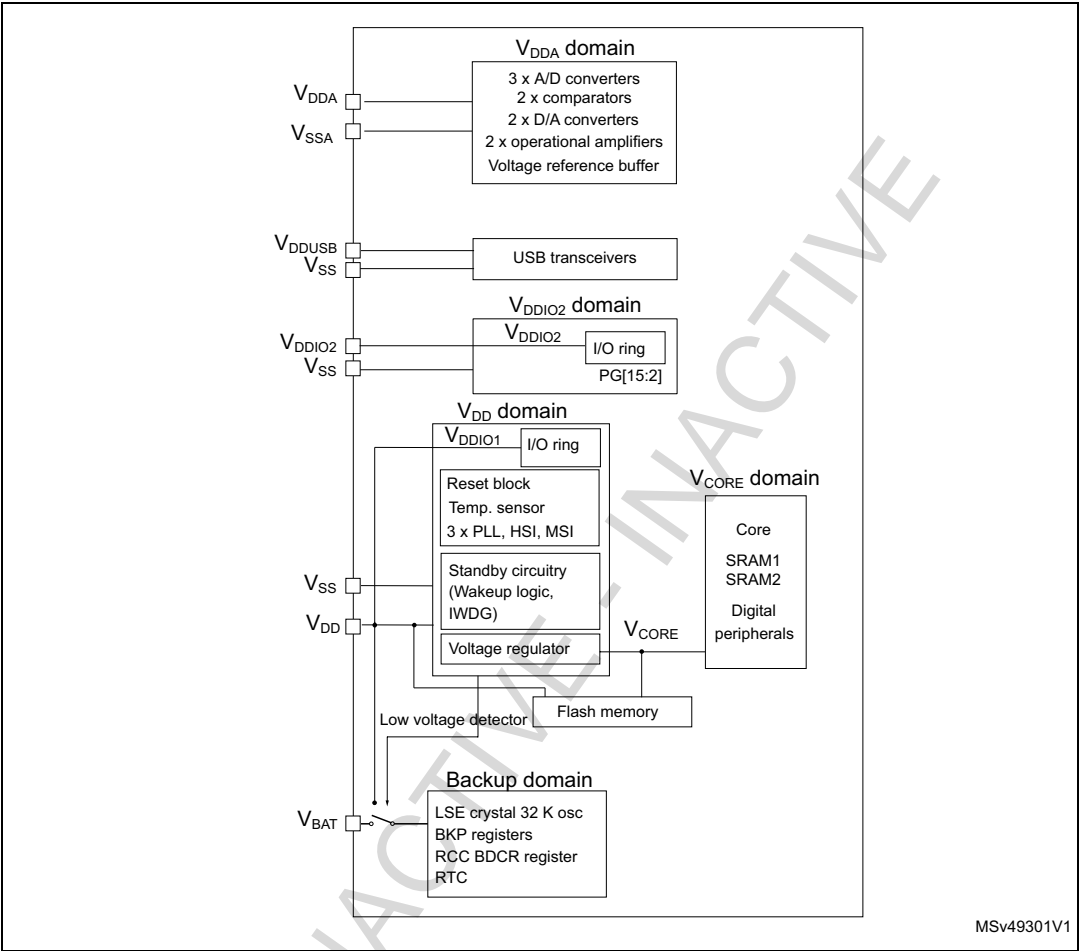 VDDA domain
3 x A/D converters
2 x comparators
2 x D/A converters
2 x operational amplifiers
Voltage reference buffer
VDDA
VSSA
VDDUSB
VSS
USB transceivers
VDDIO2 domain
VDDIO2
VSS
VDDIO2
I/O ring
PG[15:2]
VDD domain
VDDIO1
I/O ring
Reset block
Temp. sensor
3 x PLL, HSI, MSI
VSS
VDD
Standby circuitry
(Wakeup logic,
IWDG)
Voltage regulator
VCORE
VCORE domain
Core
SRAM1
SRAM2
Digital
peripherals
Flash memory
Low voltage detector
Backup domain
VBAT
LSE crystal 32 K osc
BKP registers
RCC BDCR register
RTC
INACTIVE - INACTIVE
MSv49301V1